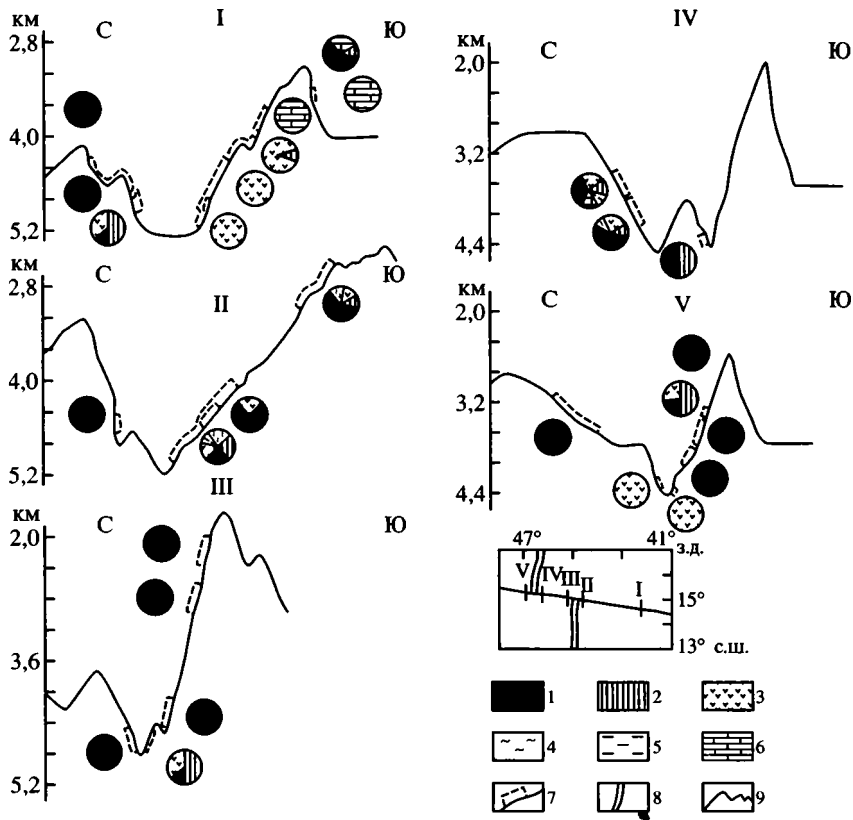 I
км
С
Ю
2.8
4,0
5,2
II
км
С
Ю
2.8
4,0
5,2
III
км
С
Ю
2,0
3,6
5,2
IV
км
С
Ю
2,0
3,2
4,4
V
км
С
Ю
2,0
3,2
4,4
47° 41°
з.д.
V IV III II I
15°
13° с.ш.
1 2 3
4 5 6
7 8 9